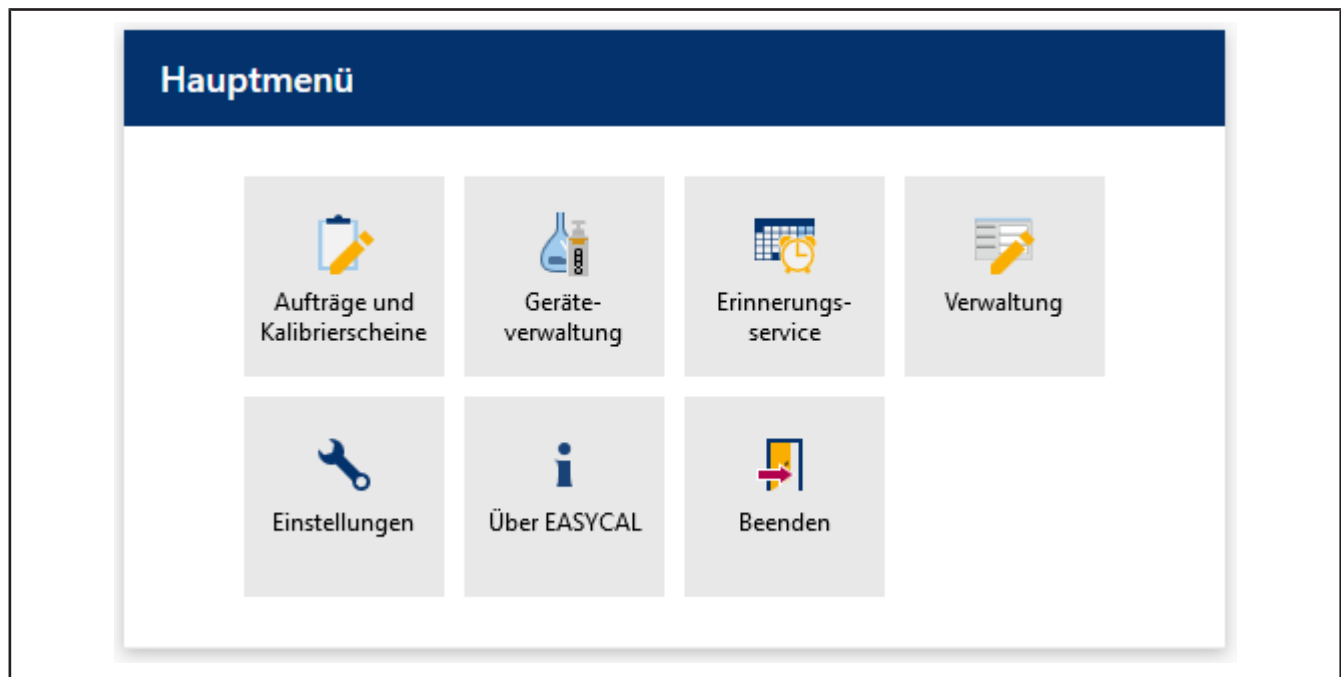 Hauptmenü
Aufträge und
Kalibrierscheine
Geräte-
verwaltung
Erinnerungs-
service
Verwaltung
Einstellungen
Über EASYCAL
Beenden